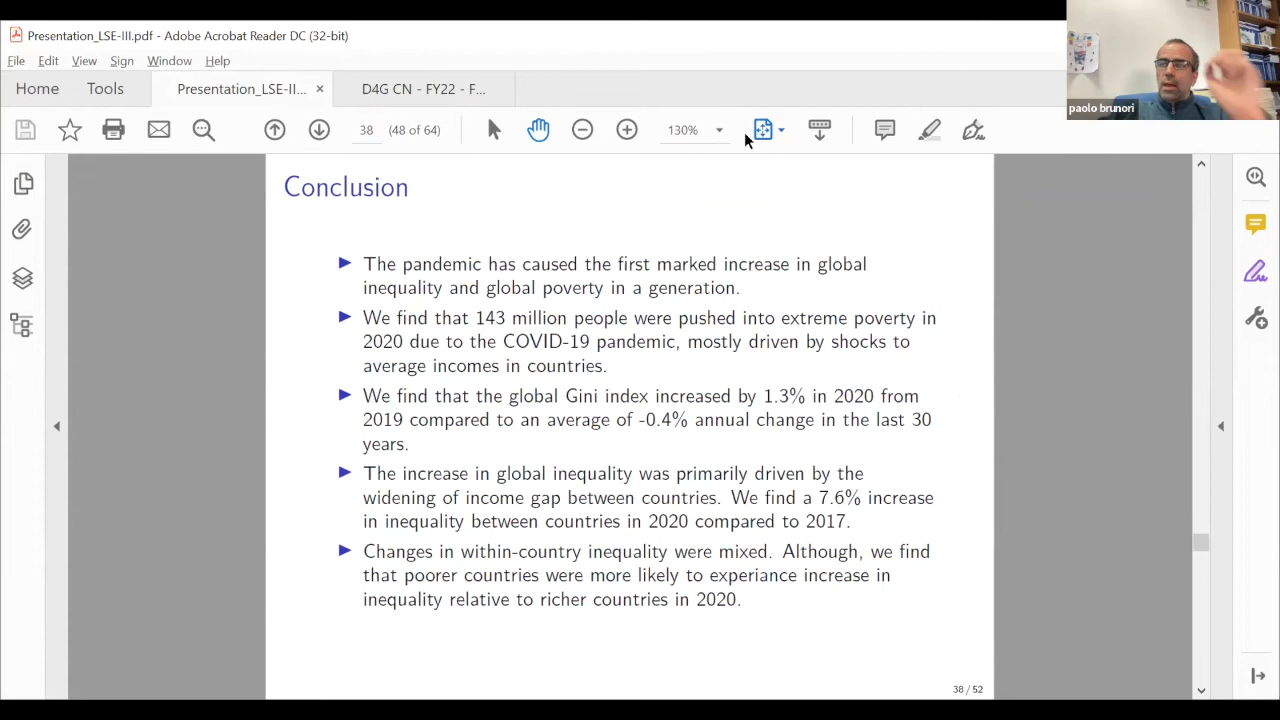 Presentation_LSE-III.pdf - Adobe Acrobat Reader DC (32-bit)
File Edit View Sign Window Help
Home Tools Presentation_LSE-II... × D4G CN - FY22 - F...
38 (48 of 64) 130%
paolo brunori
Conclusion
The pandemic has caused the first marked increase in global
inequality and global poverty in a generation.
We find that 143 million people were pushed into extreme poverty in
2020 due to the COVID-19 pandemic, mostly driven by shocks to
average incomes in countries.
We find that the global Gini index increased by 1.3% in 2020 from
2019 compared to an average of -0.4% annual change in the last 30
years.
The increase in global inequality was primarily driven by the
widening of income gap between countries. We find a 7.6% increase
in inequality between countries in 2020 compared to 2017.
Changes in within-country inequality were mixed. Although, we find
that poorer countries were more likely to experiance increase in
inequality relative to richer countries in 2020.
38 / 52